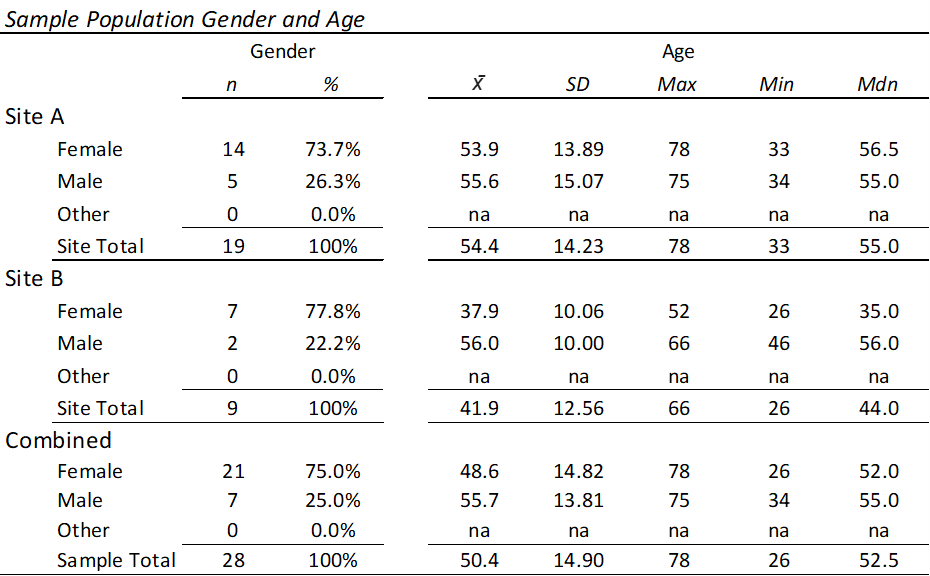 Sample Population Gender and Age
Gender Age
n % x̄ SD Max Min Mdn
Site A
Female 14 73.7% 53.9 13.89 78 33 56.5
Male 5 26.3% 55.6 15.07 75 34 55.0
Other 0 0.0% na na na na na
Site Total 19 100% 54.4 14.23 78 33 55.0
Site B
Female 7 77.8% 37.9 10.06 52 26 35.0
Male 2 22.2% 56.0 10.00 66 46 56.0
Other 0 0.0% na na na na na
Site Total 9 100% 41.9 12.56 66 26 44.0
Combined
Female 21 75.0% 48.6 14.82 78 26 52.0
Male 7 25.0% 55.7 13.81 75 34 55.0
Other 0 0.0% na na na na na
Sample Total 28 100% 50.4 14.90 78 26 52.5